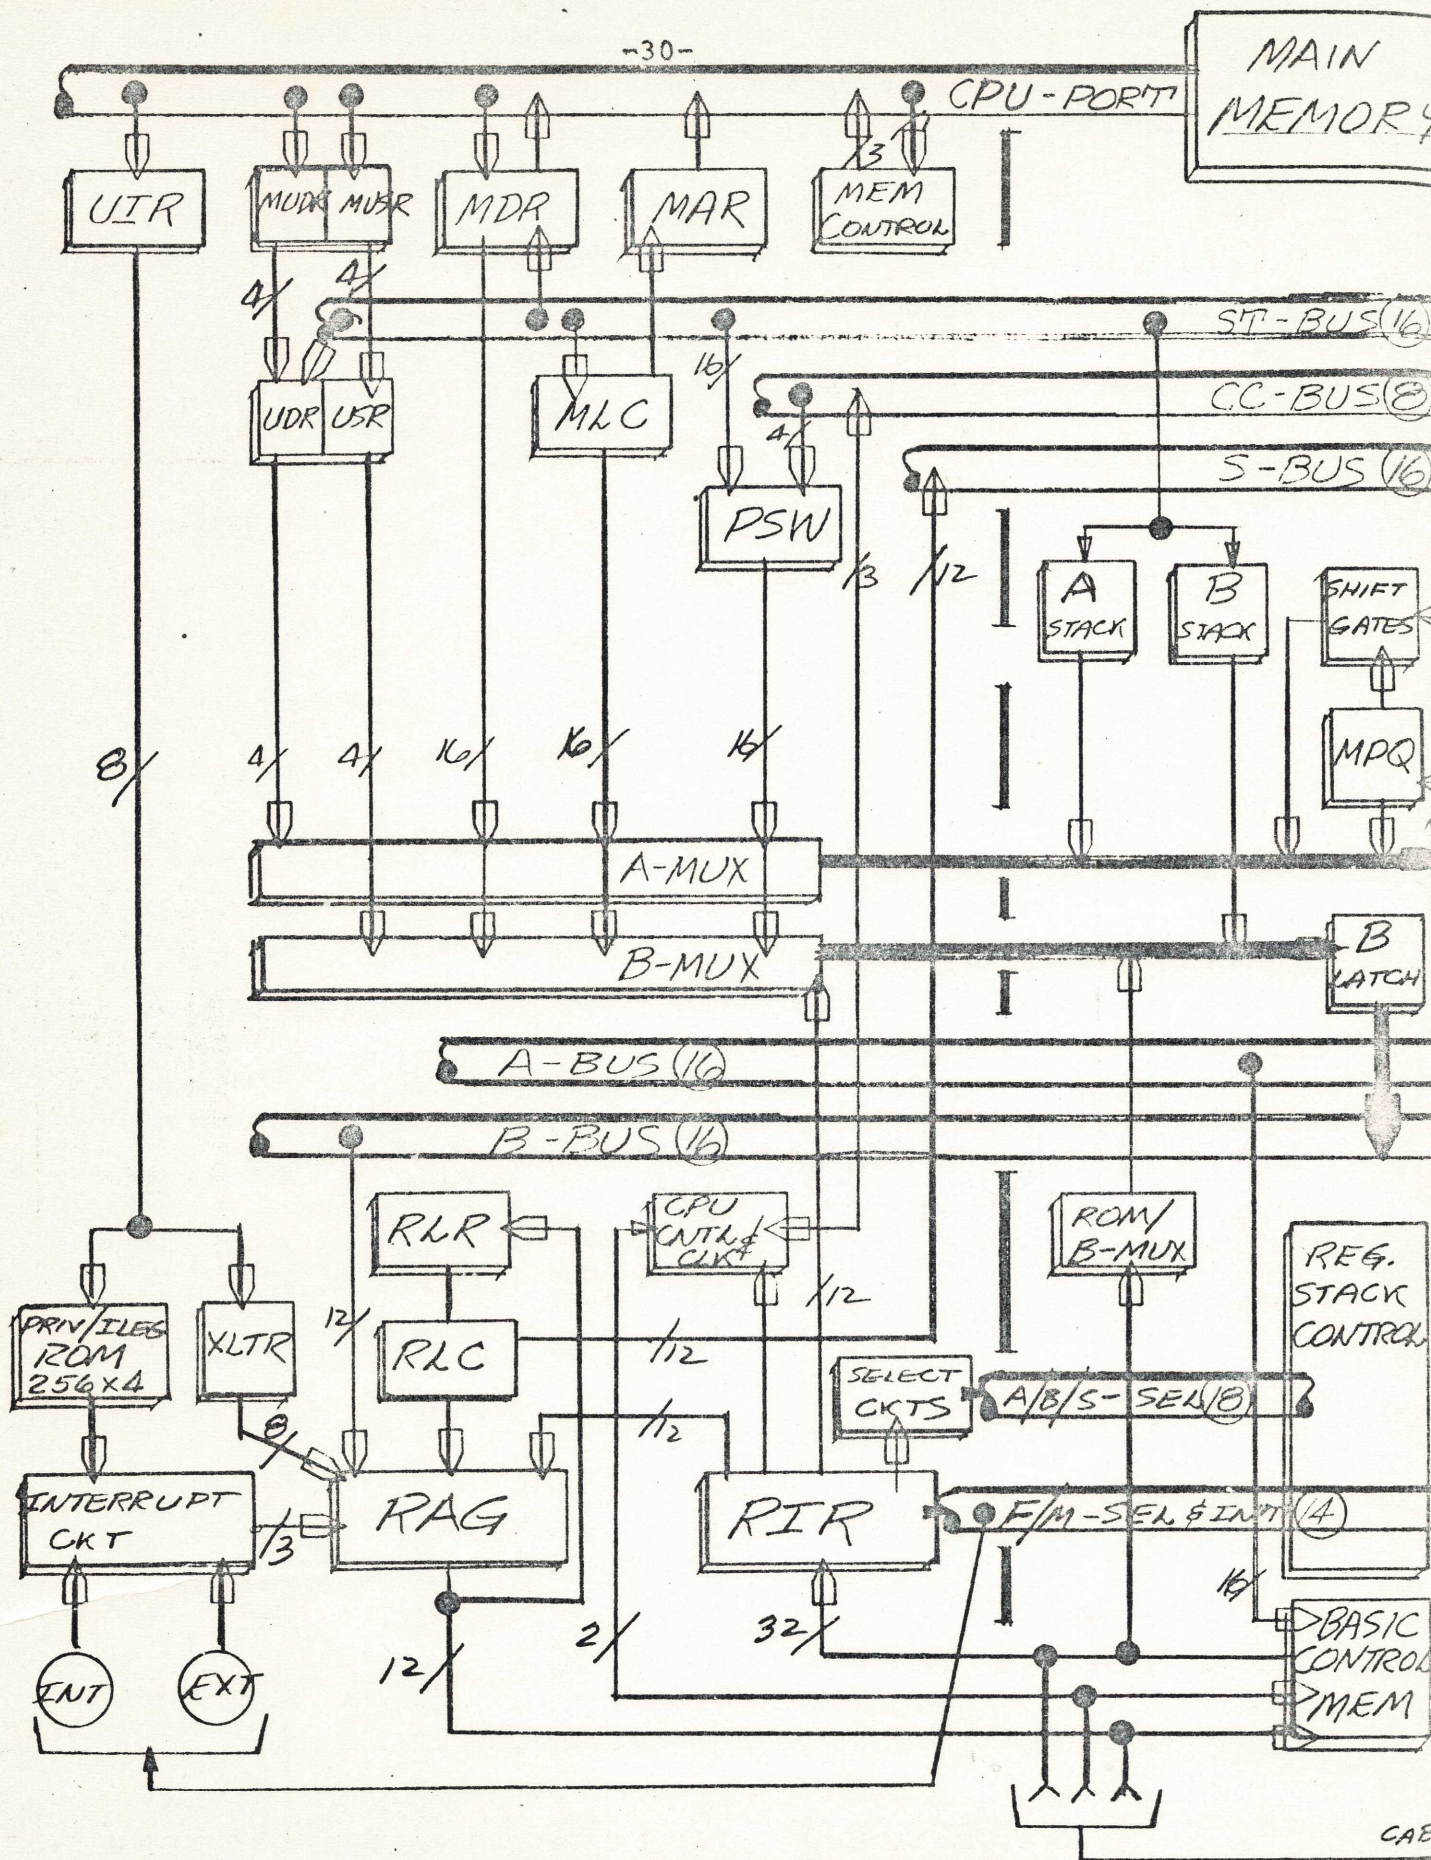 -30-
MAIN
MEMORY
CPU-PORT
3
UIR
MUDR
MUSR
MDR
MAR
MEM
CONTROL
4
4
ST-BUS (16)
16
CC-BUS (8)
UDR
USR
MLC
4
S-BUS (16)
PSW
3
12
A
STACK
B
STACK
SHIFT
GATES
8
4
4
16
16
16
MPQ
A-MUX
B-MUX
B
LATCH
A-BUS (16)
B-BUS (16)
RLR
CPU
CNTL &
CLK
ROM/
B-MUX
REG.
STACK
CONTROL
PRIV/ILEG
ROM
256X4
XLTR
12
RLC
12
12
SELECT
CKTS
A/B/S-SEL (18)
8
12
INTERRUPT
CKT
3
RAG
RIR
F/M-SEL & INT (14)
16
2
32
12
BASIC
CONTROL
MEM
INT
EXT